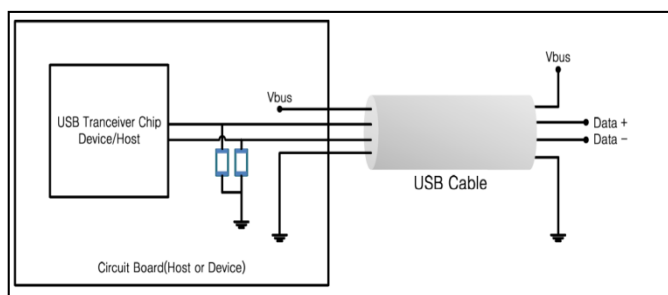 Vbus
USB Tranceiver Chip
Device/Host
Vbus
Data +
Data −
USB Cable
Circuit Board(Host or Device)